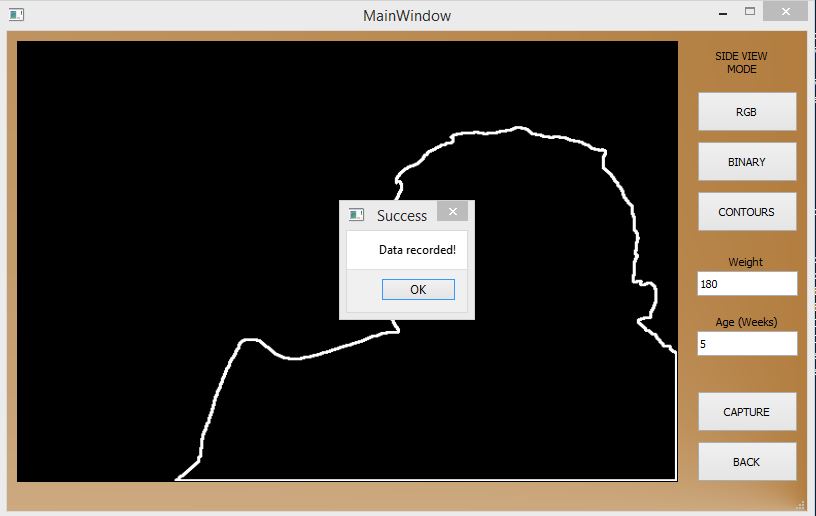 MainWindow
SIDE VIEW
MODE
RGB
BINARY
CONTOURS
Weight
180
Age (Weeks)
5
CAPTURE
BACK
Success
Data recorded!
OK